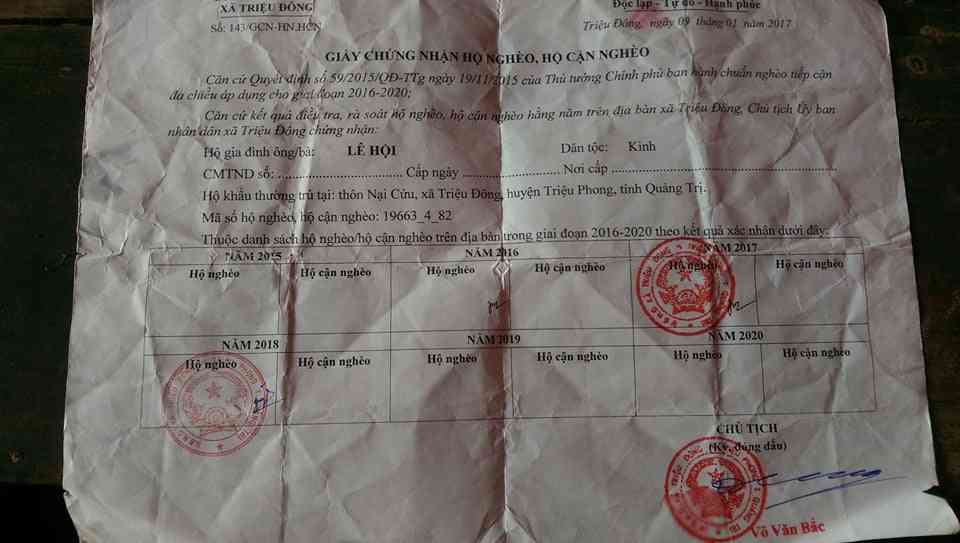 XÃ TRIỆU ĐÔNG
Số: 143/GCN-HN,HCN
Độc lập - Tự do - Hạnh phúc
Triệu Đông, ngày 09 tháng 01 năm 2017
GIẤY CHỨNG NHẬN HỘ NGHÈO, HỘ CẬN NGHÈO
Căn cứ Quyết định số 59/2015/QĐ-TTg ngày 19/11/2015 của Thủ tướng Chính phủ ban hành chuẩn nghèo tiếp cận
đa chiều áp dụng cho giai đoạn 2016-2020;
Căn cứ kết quả điều tra, rà soát hộ nghèo, hộ cận nghèo hằng năm trên địa bàn xã Triệu Đông, Chủ tịch Ủy ban
nhân dân xã Triệu Đông chứng nhận:
Hộ gia đình ông/bà: LÊ HỘI Dân tộc: Kinh
CMTND số: ........................... Cấp ngày ........................... Nơi cấp ...........................
Hộ khẩu thường trú tại: thôn Nại Cửu, xã Triệu Đông, huyện Triệu Phong, tỉnh Quảng Trị.
Mã số hộ nghèo, hộ cận nghèo: 19663_4_82
Thuộc danh sách hộ nghèo/hộ cận nghèo trên địa bàn trong giai đoạn 2016-2020 theo kết quả xác nhận dưới đây:
NĂM 2015 NĂM 2016 NĂM 2017
Hộ nghèo Hộ cận nghèo Hộ nghèo Hộ cận nghèo Hộ nghèo Hộ cận nghèo
NĂM 2018 NĂM 2019 NĂM 2020
Hộ nghèo Hộ cận nghèo Hộ nghèo Hộ cận nghèo Hộ nghèo Hộ cận nghèo
CHỦ TỊCH
(Ký, đóng dấu)
Võ Văn Bắc